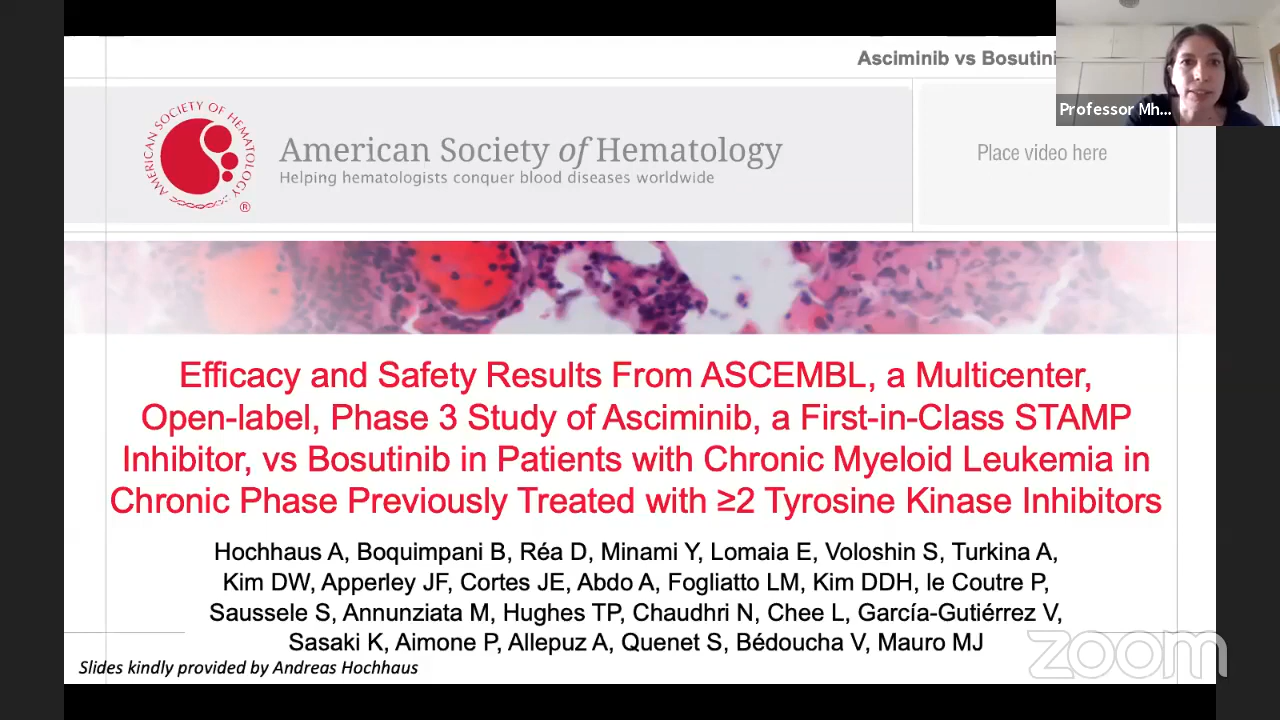 Asciminib vs Bosutini
Professor Mh...
AMERICAN SOCIETY OF HEMATOLOGY
®
American Society of Hematology
Helping hematologists conquer blood diseases worldwide
Place video here
Efficacy and Safety Results From ASCEMBL, a Multicenter,
Open-label, Phase 3 Study of Asciminib, a First-in-Class STAMP
Inhibitor, vs Bosutinib in Patients with Chronic Myeloid Leukemia in
Chronic Phase Previously Treated with ≥2 Tyrosine Kinase Inhibitors
Hochhaus A, Boquimpani B, Réa D, Minami Y, Lomaia E, Voloshin S, Turkina A,
Kim DW, Apperley JF, Cortes JE, Abdo A, Fogliatto LM, Kim DDH, le Coutre P,
Saussele S, Annunziata M, Hughes TP, Chaudhri N, Chee L, García-Gutiérrez V,
Sasaki K, Aimone P, Allepuz A, Quenet S, Bédoucha V, Mauro MJ
Slides kindly provided by Andreas Hochhaus
zoom